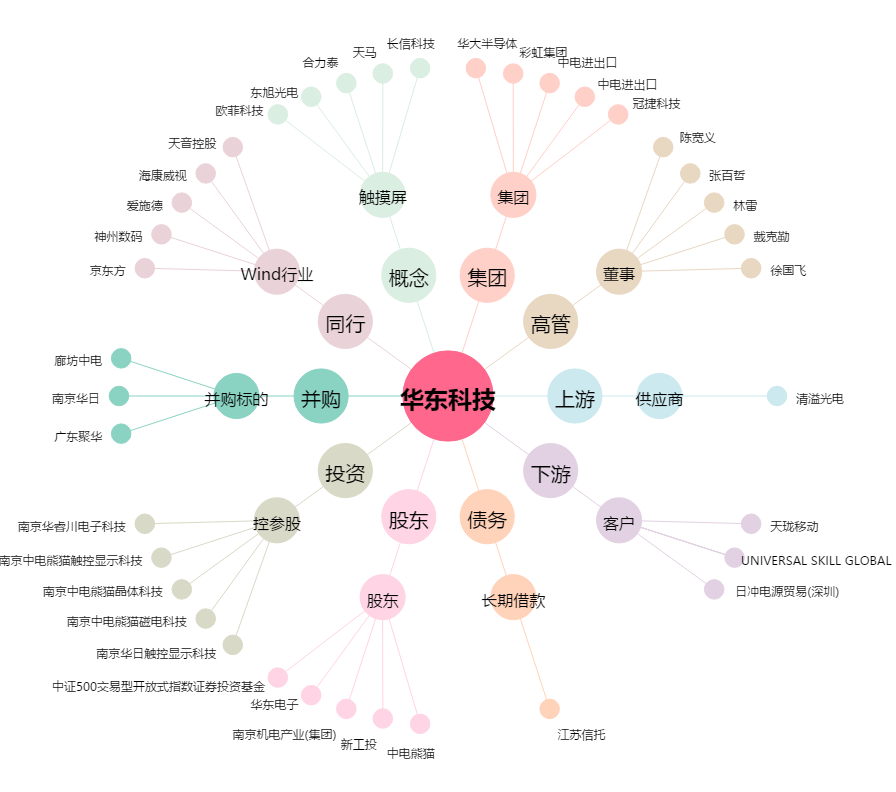 华东科技
集团
集团
华大半导体
彩虹集团
中电进出口
中电进出口
冠捷科技
高管
董事
陈宽义
张百哲
林雷
戴克勤
徐国飞
上游
供应商
清溢光电
下游
客户
天珑移动
UNIVERSAL SKILL GLOBAL
日冲电源贸易(深圳)
债务
长期借款
江苏信托
股东
股东
中电熊猫
新工投
南京机电产业(集团)
华东电子
中证500交易型开放式指数证券投资基金
投资
控参股
南京华日触控显示科技
南京中电熊猫磁电科技
南京中电熊猫晶体科技
南京中电熊猫触控显示科技
南京华睿川电子科技
并购
并购标的
广东聚华
南京华日
廊坊中电
同行
Wind行业
京东方
神州数码
爱施德
海康威视
天音控股
概念
触摸屏
欧菲科技
东旭光电
合力泰
天马
长信科技